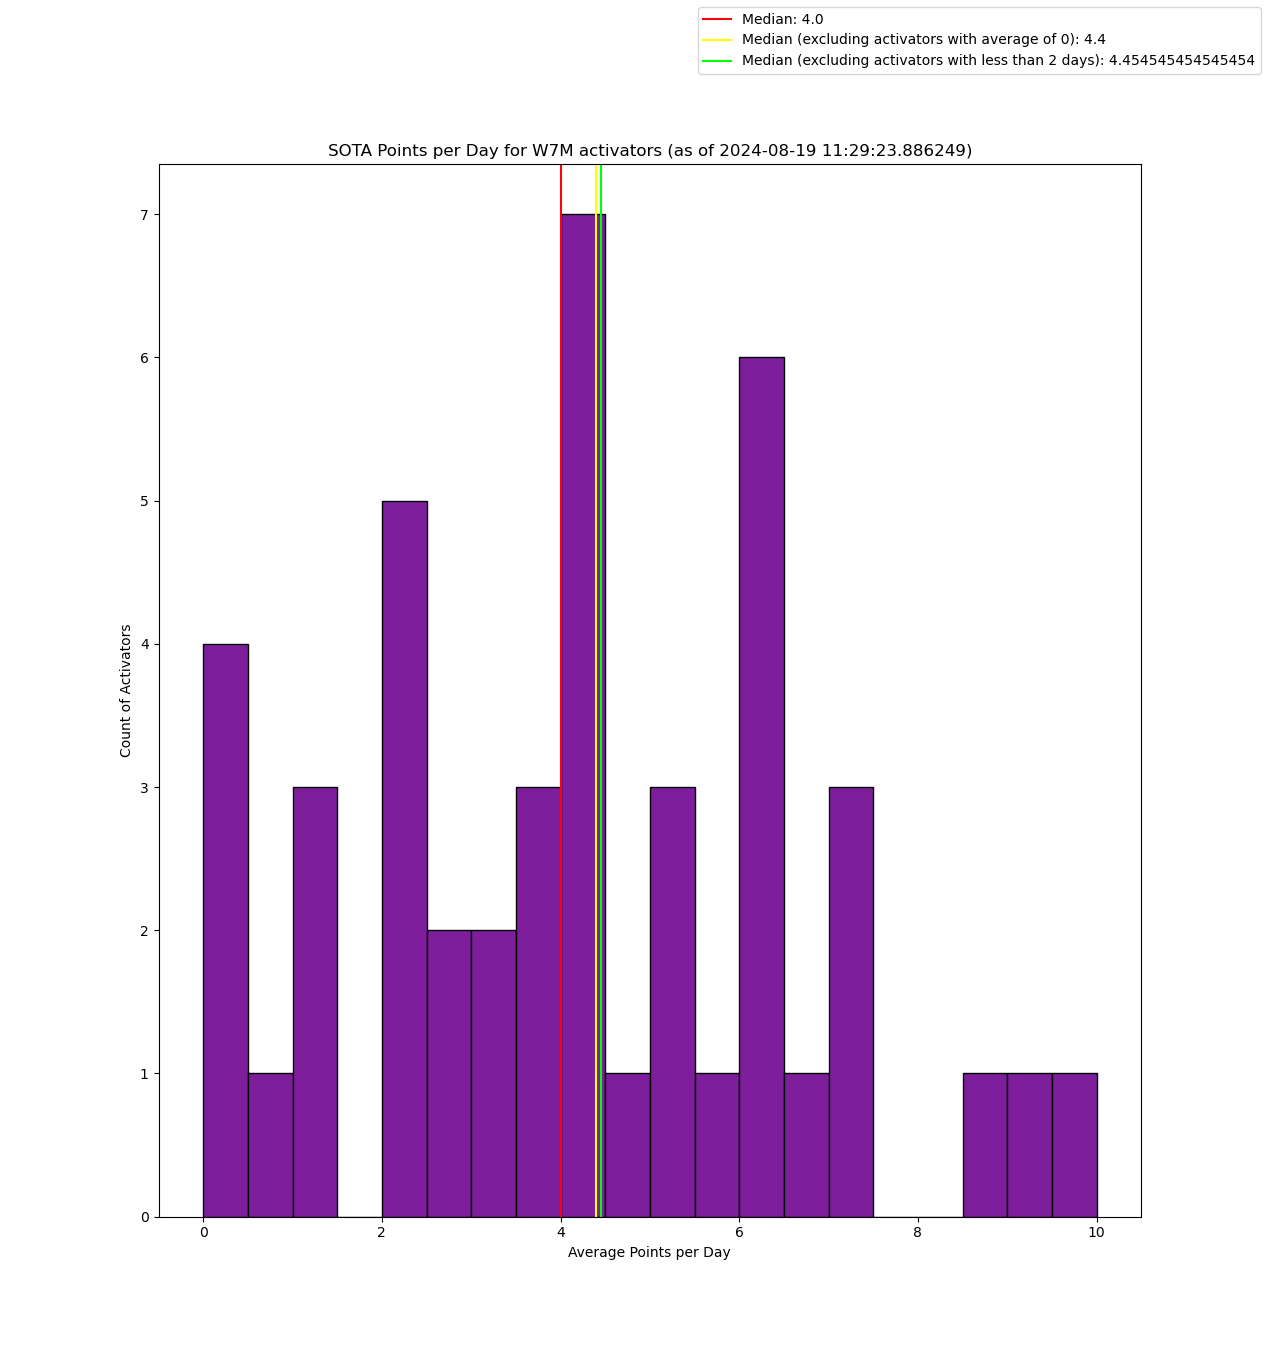 Median: 4.0
Median (excluding activators with average of 0): 4.4
Median (excluding activators with less than 2 days): 4.454545454545454
SOTA Points per Day for W7M activators (as of 2024-08-19 11:29:23.886249)
7
6
5
4
3
2
1
0
Count of Activators
0 2 4 6 8 10
Average Points per Day